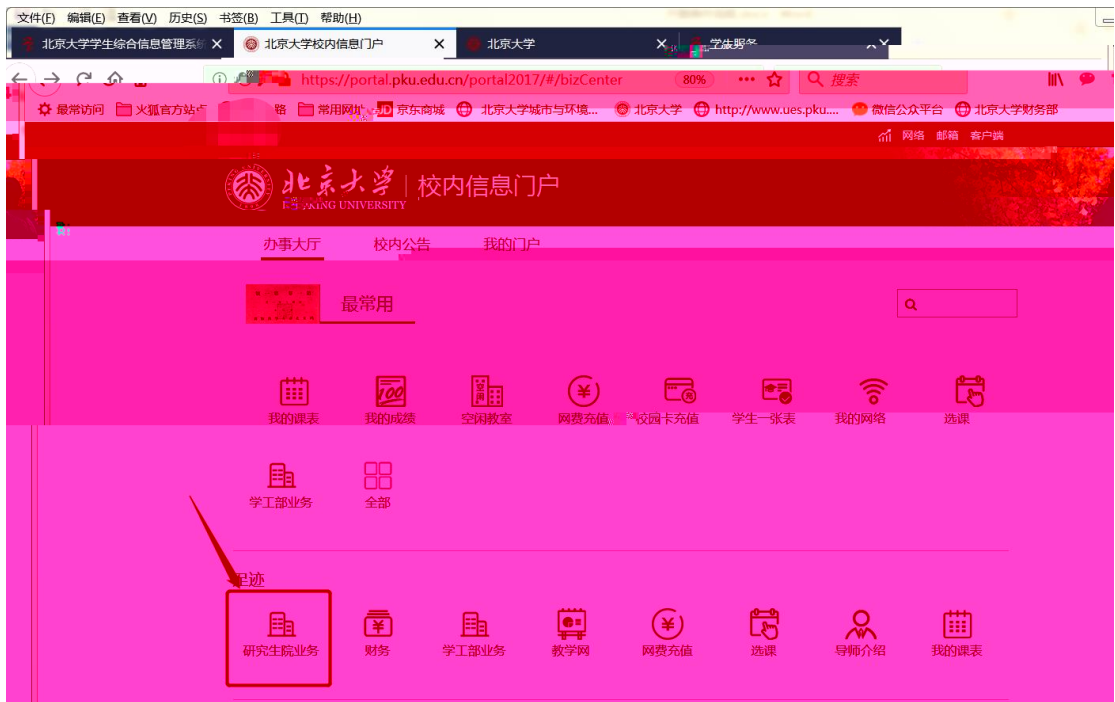 文件(F) 编辑(E) 查看(V) 历史(S) 书签(B) 工具(T) 帮助(H)
北京大学学生综合信息管理系统 北京大学校内信息门户 北京大学 学生服务
https://portal.pku.edu.cn/portal2017/#/bizCenter 80% 搜索
最常访问 火狐官方站点 常用网址 京东商城 北京大学城市与环境... 北京大学 http://www.ues.pku.... 微信公众平台 北京大学财务部
网络 邮箱 客户端
北京大学 校内信息门户
PEKING UNIVERSITY
办事大厅 校内公告 我的门户
最常用
我的课表 我的成绩 空闲教室 网费充值 校园卡充值 学生一张表 我的网络 选课
学工部业务 全部
足迹
研究生院业务 财务 学工部业务 教学网 网费充值 选课 导师介绍 我的课表